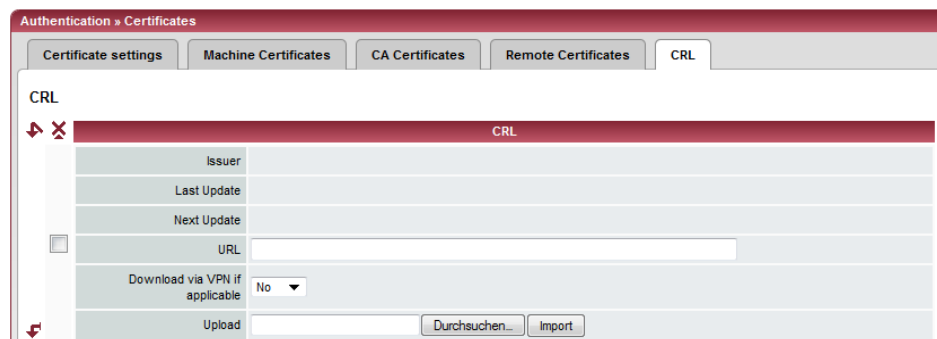 Authentication » Certificates
Certificate settings Machine Certificates CA Certificates Remote Certificates CRL
CRL
CRL
Issuer
Last Update
Next Update
URL
Download via VPN if
applicable No
Upload Durchsuchen... Import